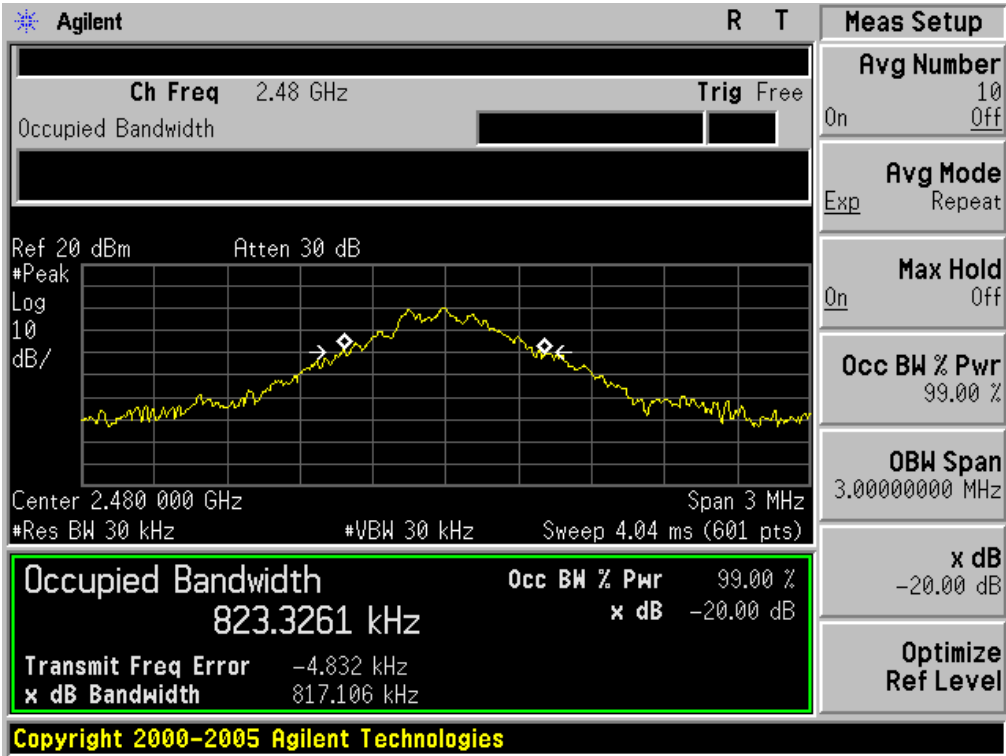 Agilent R T
Ch Freq 2.48 GHz Trig Free
Occupied Bandwidth
Ref 20 dBm Atten 30 dB
#Peak
Log
10
dB/
Center 2.480 000 GHz Span 3 MHz
#Res BW 30 kHz #VBW 30 kHz Sweep 4.04 ms (601 pts)
Occupied Bandwidth Occ BW % Pwr 99.00 %
823.3261 kHz x dB -20.00 dB
Transmit Freq Error -4.832 kHz
x dB Bandwidth 817.106 kHz
Copyright 2000-2005 Agilent Technologies
Meas Setup
Avg Number
10
On Off
Avg Mode
Exp Repeat
Max Hold
On Off
Occ BW % Pwr
99.00 %
OBW Span
3.00000000 MHz
x dB
-20.00 dB
Optimize
Ref Level